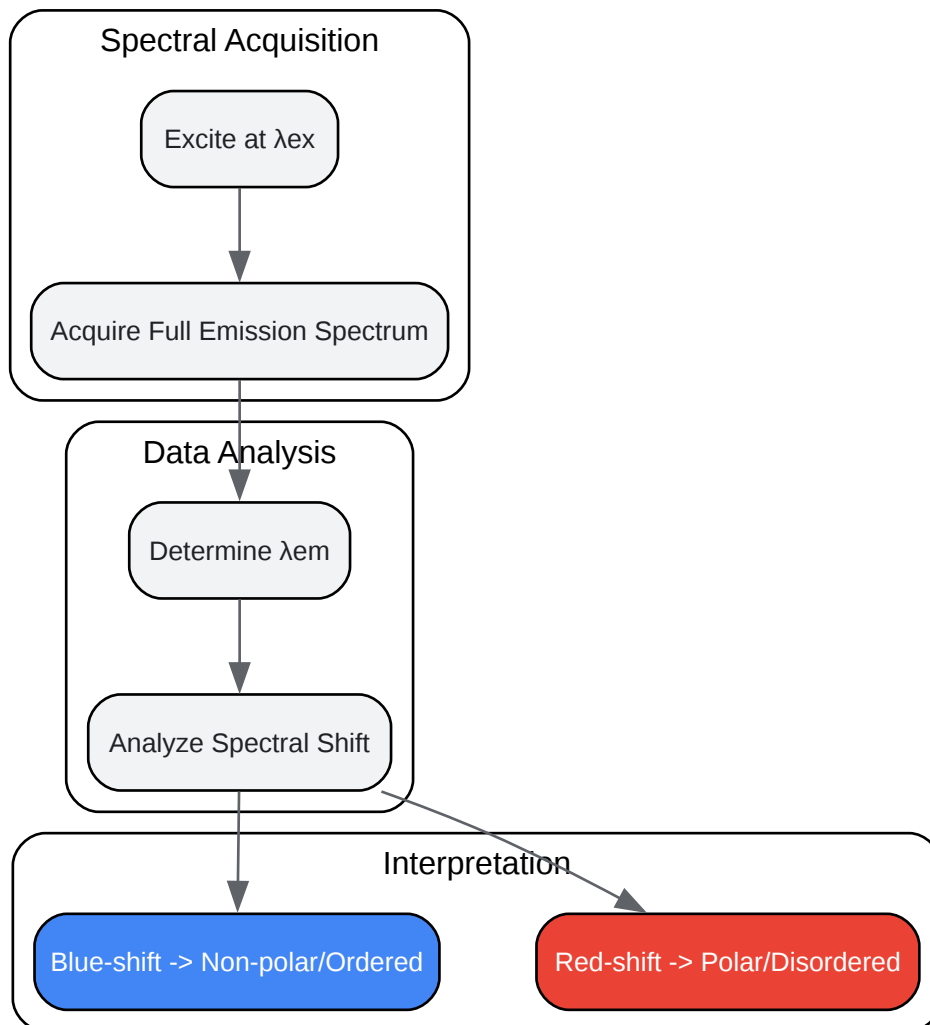 Spectral Acquisition
Excite at λex
Acquire Full Emission Spectrum
Data Analysis
Determine λem
Analyze Spectral Shift
Interpretation
Blue-shift -> Non-polar/Ordered
Red-shift -> Polar/Disordered